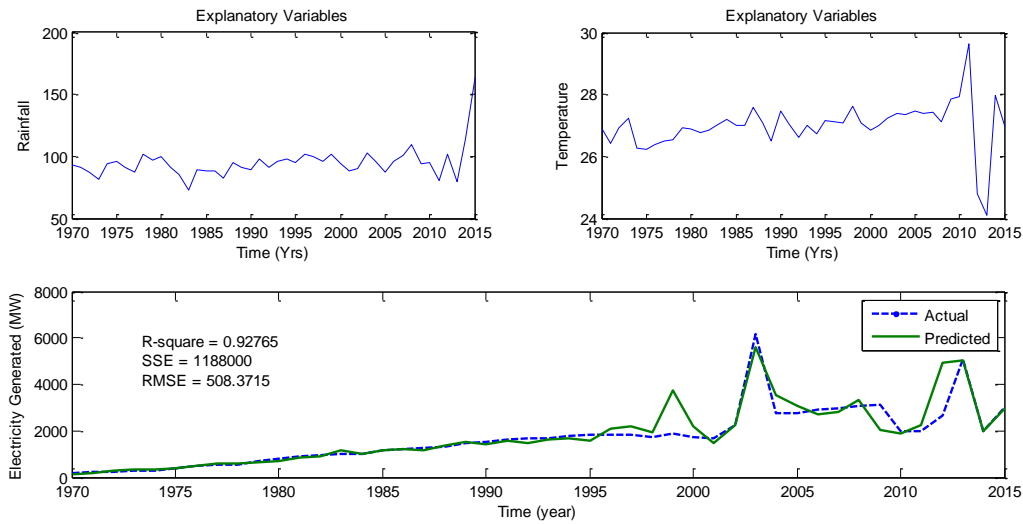 Explanatory Variables
200
150
100
50
Rainfall
1970 1975 1980 1985 1990 1995 2000 2005 2010 2015
Time (Yrs)
Explanatory Variables
30
28
26
24
Temperature
1970 1975 1980 1985 1990 1995 2000 2005 2010 2015
Time (Yrs)
8000
6000
4000
2000
0
Electricity Generated (MW)
R-square = 0.92765
SSE = 1188000
RMSE = 508.3715
Actual
Predicted
1970 1975 1980 1985 1990 1995 2000 2005 2010 2015
Time (year)